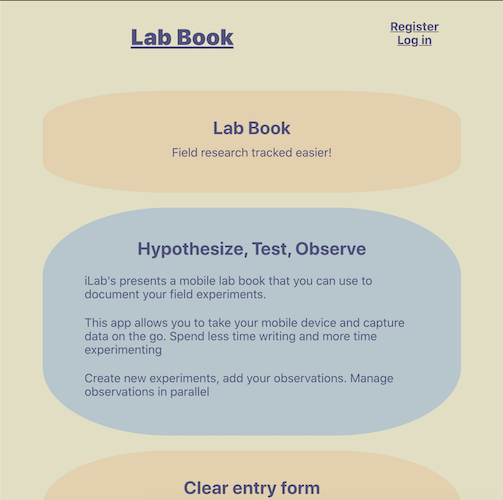 Lab Book
Register
Log in
Lab Book
Field research tracked easier!
Hypothesize, Test, Observe
iLab's presents a mobile lab book that you can use to
document your field experiments.
This app allows you to take your mobile device and capture
data on the go. Spend less time writing and more time
experimenting
Create new experiments, add your observations. Manage
observations in parallel
Clear entry form